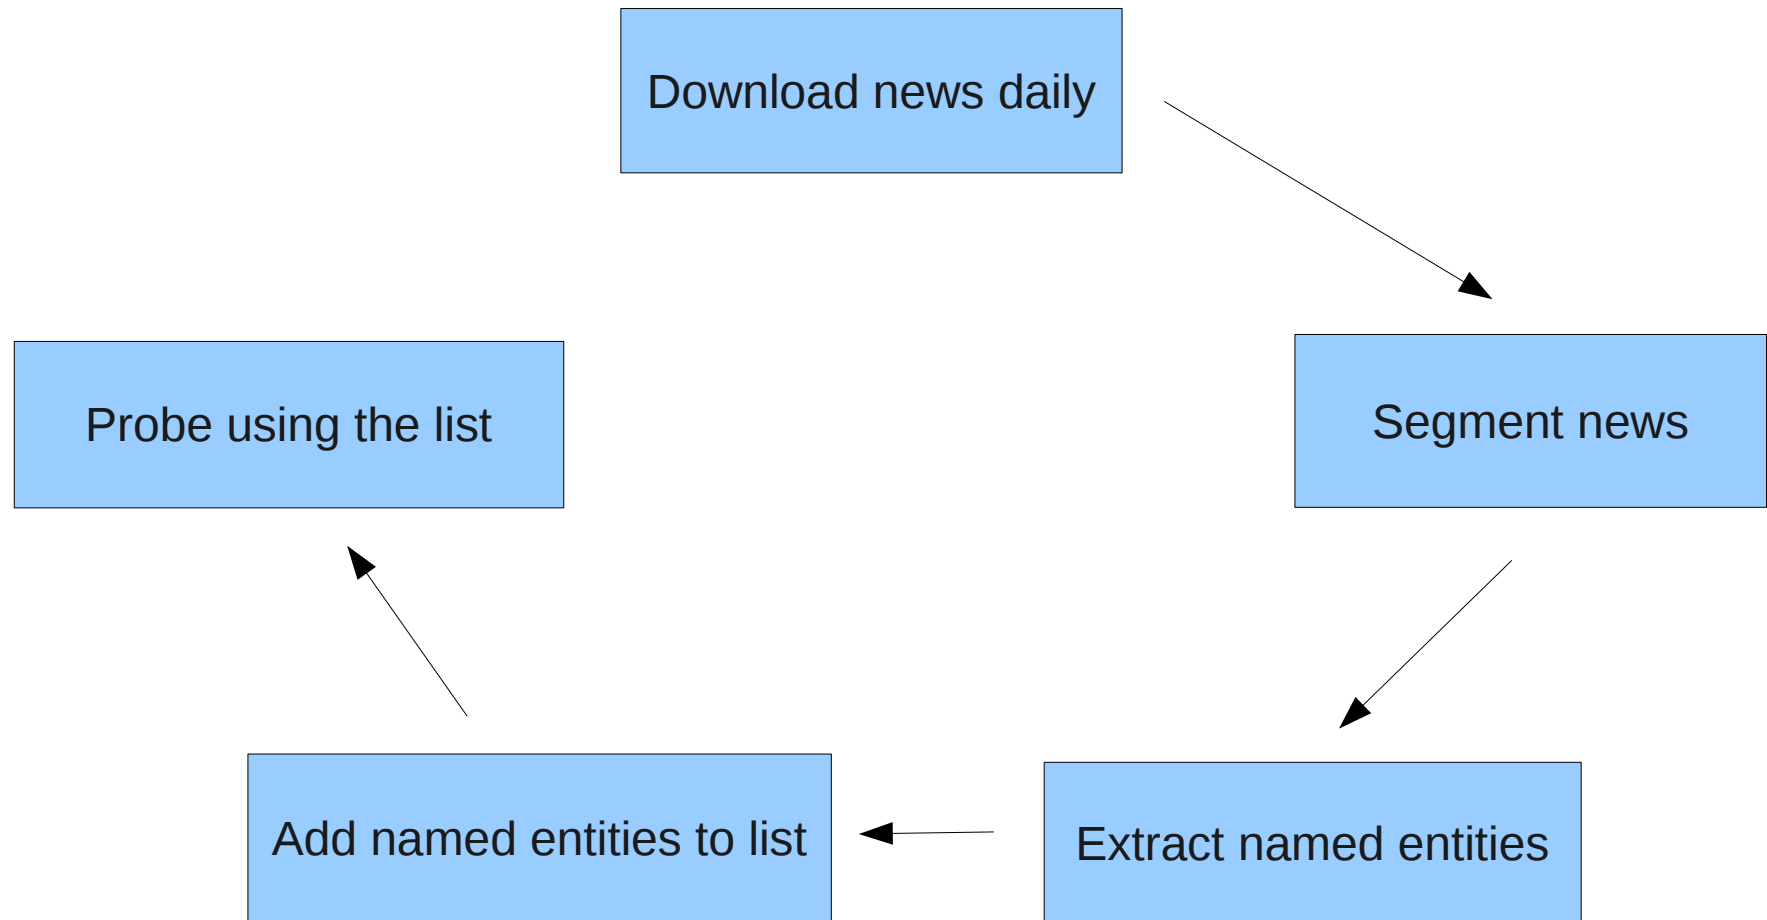 Download news daily
Segment news
Extract named entities
Add named entities to list
Probe using the list